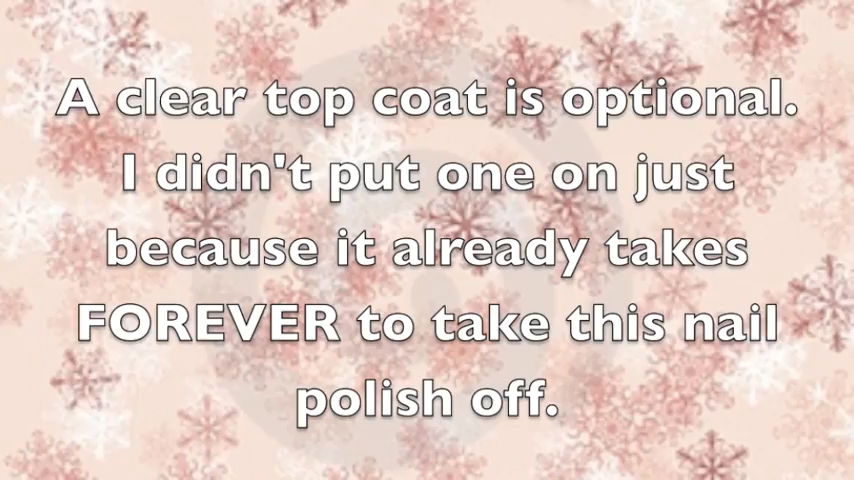 A clear top coat is optional.
I didn't put one on just
because it already takes
FOREVER to take this nail
polish off.